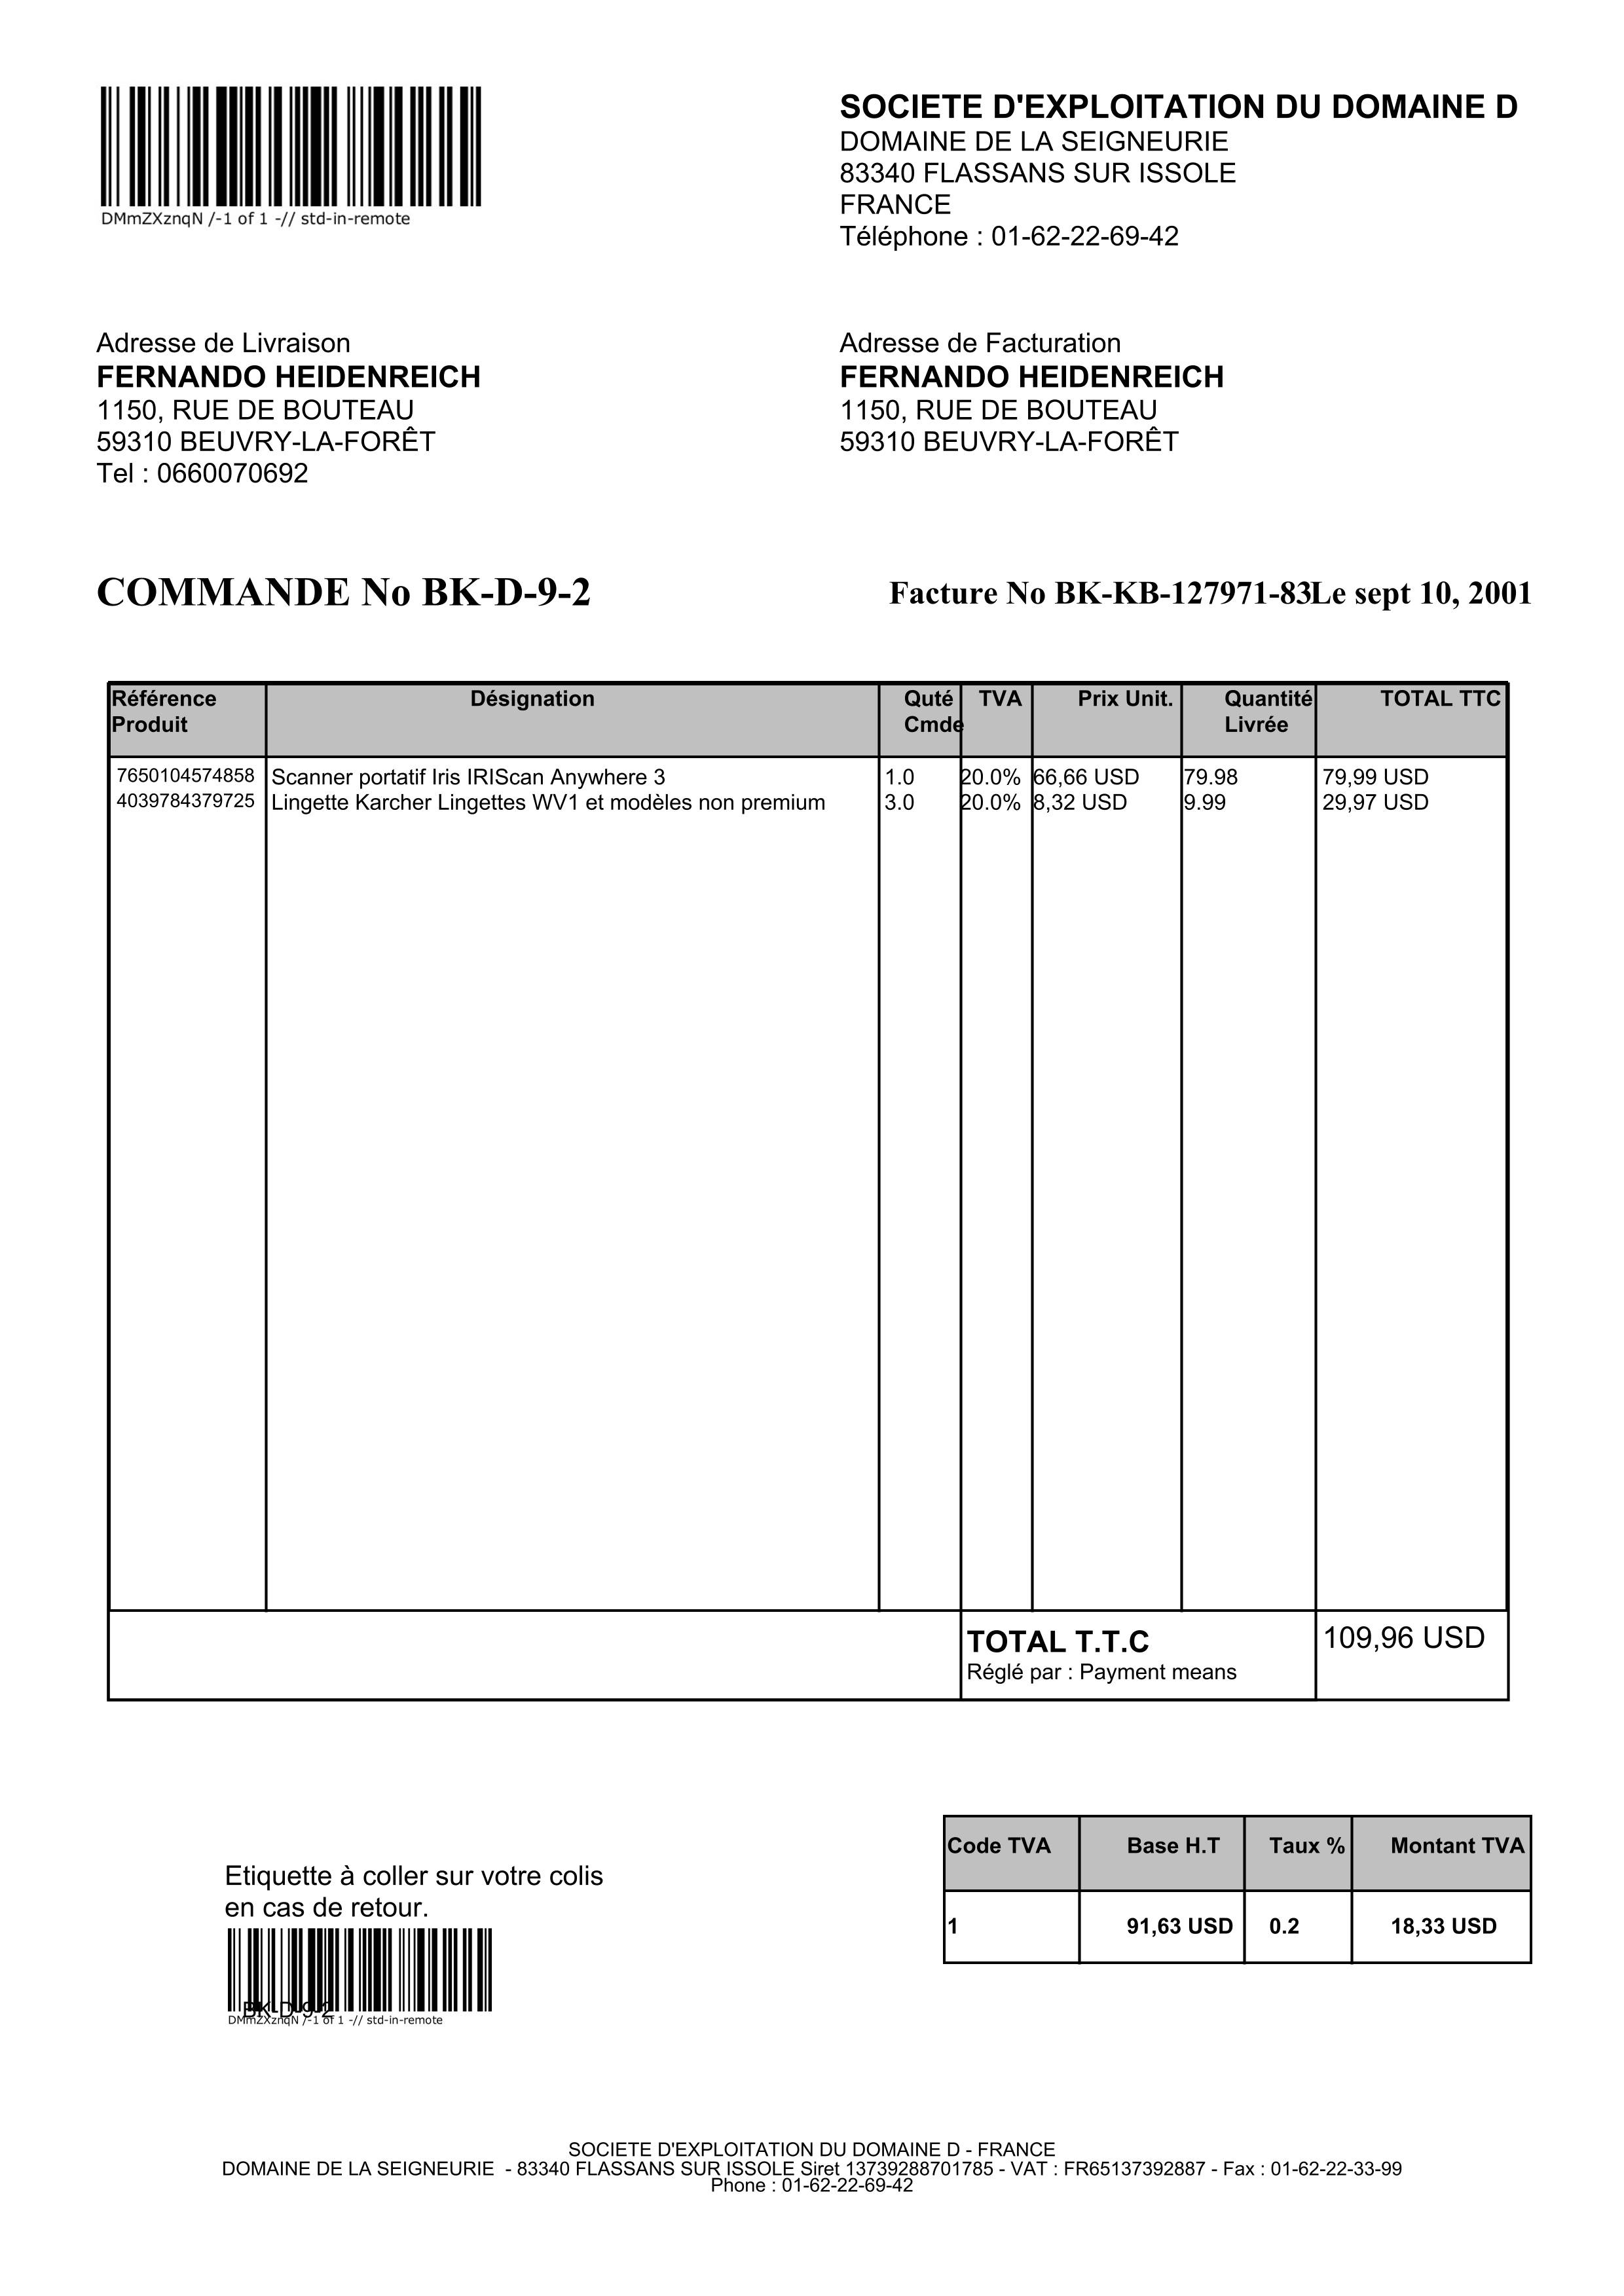 DMmZXznqN /-1 of 1 -// std-in-remote
SOCIETE D'EXPLOITATION DU DOMAINE D
DOMAINE DE LA SEIGNEURIE
83340 FLASSANS SUR ISSOLE
FRANCE
Téléphone : 01-62-22-69-42
Adresse de Livraison
FERNANDO HEIDENREICH
1150, RUE DE BOUTEAU
59310 BEUVRY-LA-FORÊT
Tel : 0660070692
Adresse de Facturation
FERNANDO HEIDENREICH
1150, RUE DE BOUTEAU
59310 BEUVRY-LA-FORÊT
COMMANDE No BK-D-9-2
Facture No BK-KB-127971-83Le sept 10, 2001
Référence Produit Désignation Quté Cmde TVA Prix Unit. Quantité Livrée TOTAL TTC
7650104574858 Scanner portatif Iris IRIScan Anywhere 3 1.0 20.0% 66,66 USD 79.98 79,99 USD
4039784379725 Lingette Karcher Lingettes WV1 et modèles non premium 3.0 20.0% 8,32 USD 9.99 29,97 USD
TOTAL T.T.C 109,96 USD
Réglé par : Payment means
Code TVA Base H.T Taux % Montant TVA
1 91,63 USD 0.2 18,33 USD
Etiquette à coller sur votre colis
en cas de retour.
BK-D-9-2
DMmZXznqN /-1 of 1 -// std-in-remote
SOCIETE D'EXPLOITATION DU DOMAINE D - FRANCE
DOMAINE DE LA SEIGNEURIE - 83340 FLASSANS SUR ISSOLE Siret 13739288701785 - VAT : FR65137392887 - Fax : 01-62-22-33-99
Phone : 01-62-22-69-42